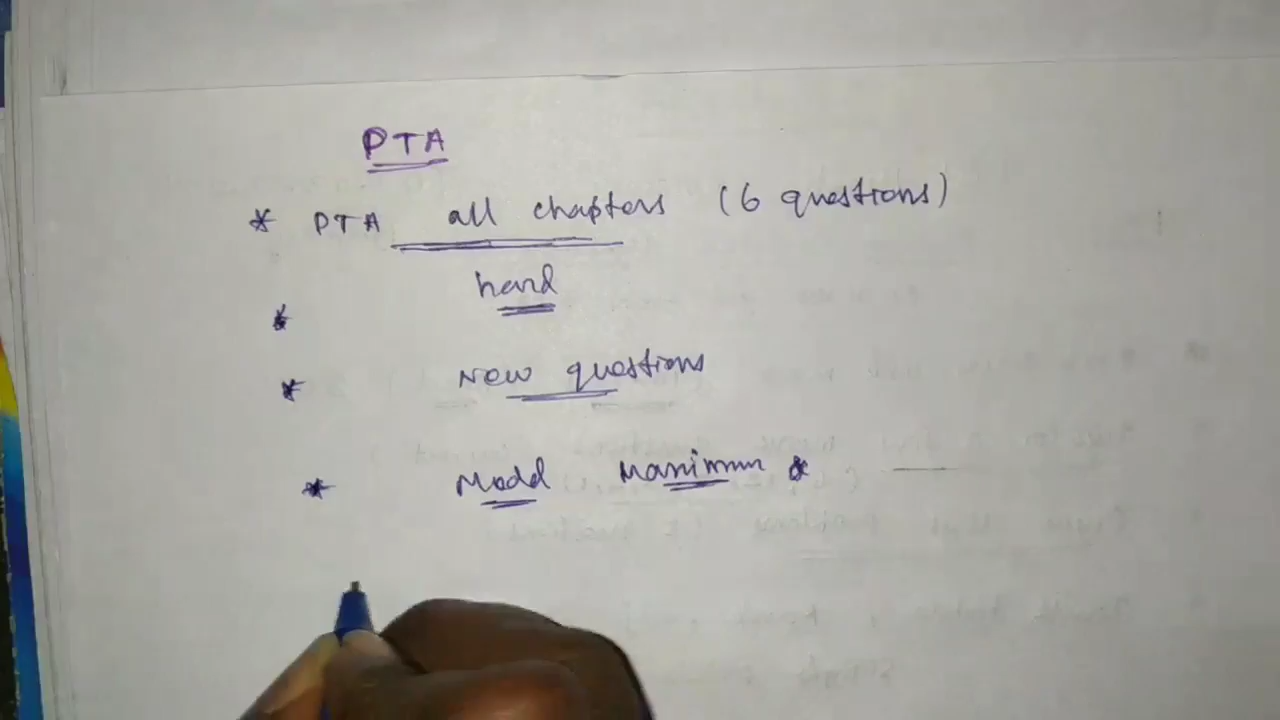 PTA
* PTA all chapters (6 questions)
hard
*
* New questions
* Model Maximum *